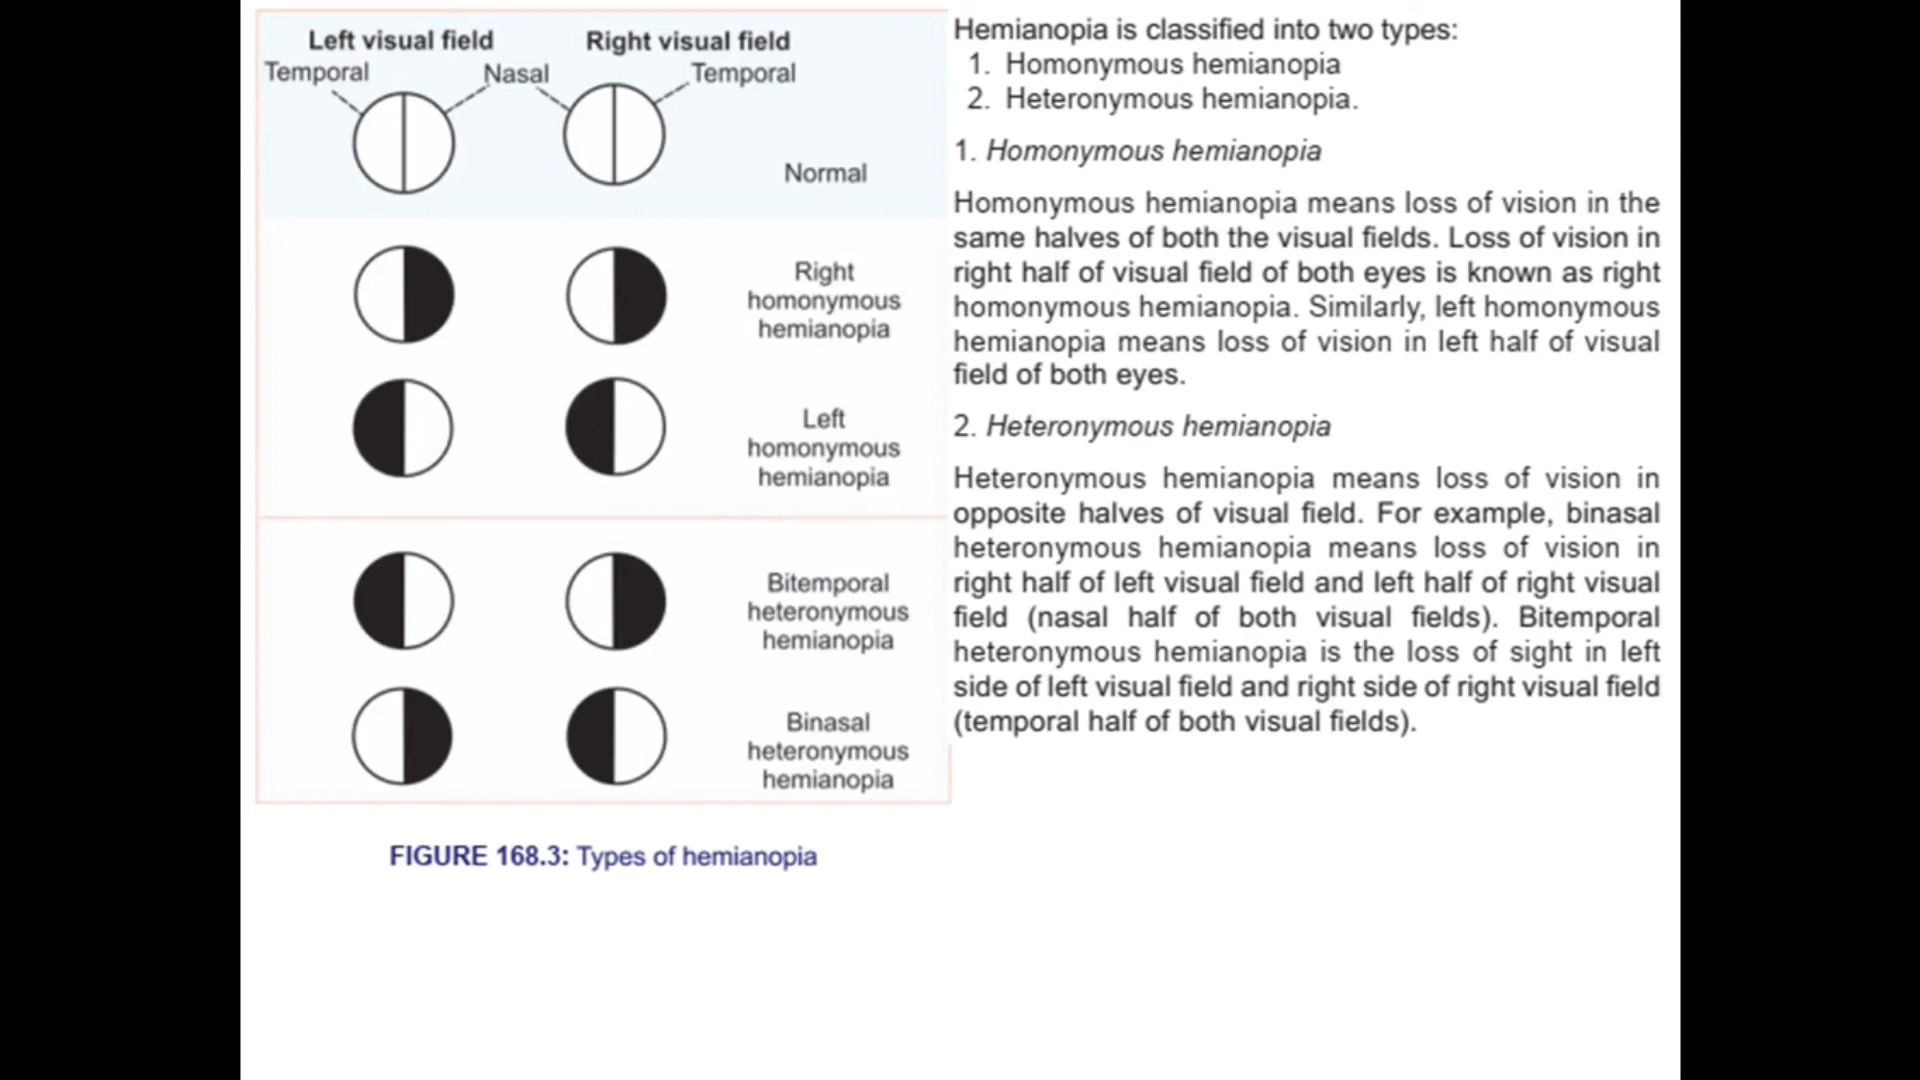 Left visual field
Right visual field
Temporal
Nasal
Temporal
Normal
Right
homonymous
hemianopia
Left
homonymous
hemianopia
Bitemporal
heteronymous
hemianopia
Binasal
heteronymous
hemianopia
FIGURE 168.3: Types of hemianopia
Hemianopia is classified into two types:
1. Homonymous hemianopia
2. Heteronymous hemianopia.
1. Homonymous hemianopia
Homonymous hemianopia means loss of vision in the
same halves of both the visual fields. Loss of vision in
right half of visual field of both eyes is known as right
homonymous hemianopia. Similarly, left homonymous
hemianopia means loss of vision in left half of visual
field of both eyes.
2. Heteronymous hemianopia
Heteronymous hemianopia means loss of vision in
opposite halves of visual field. For example, binasal
heteronymous hemianopia means loss of vision in
right half of left visual field and left half of right visual
field (nasal half of both visual fields). Bitemporal
heteronymous hemianopia is the loss of sight in left
side of left visual field and right side of right visual field
(temporal half of both visual fields).